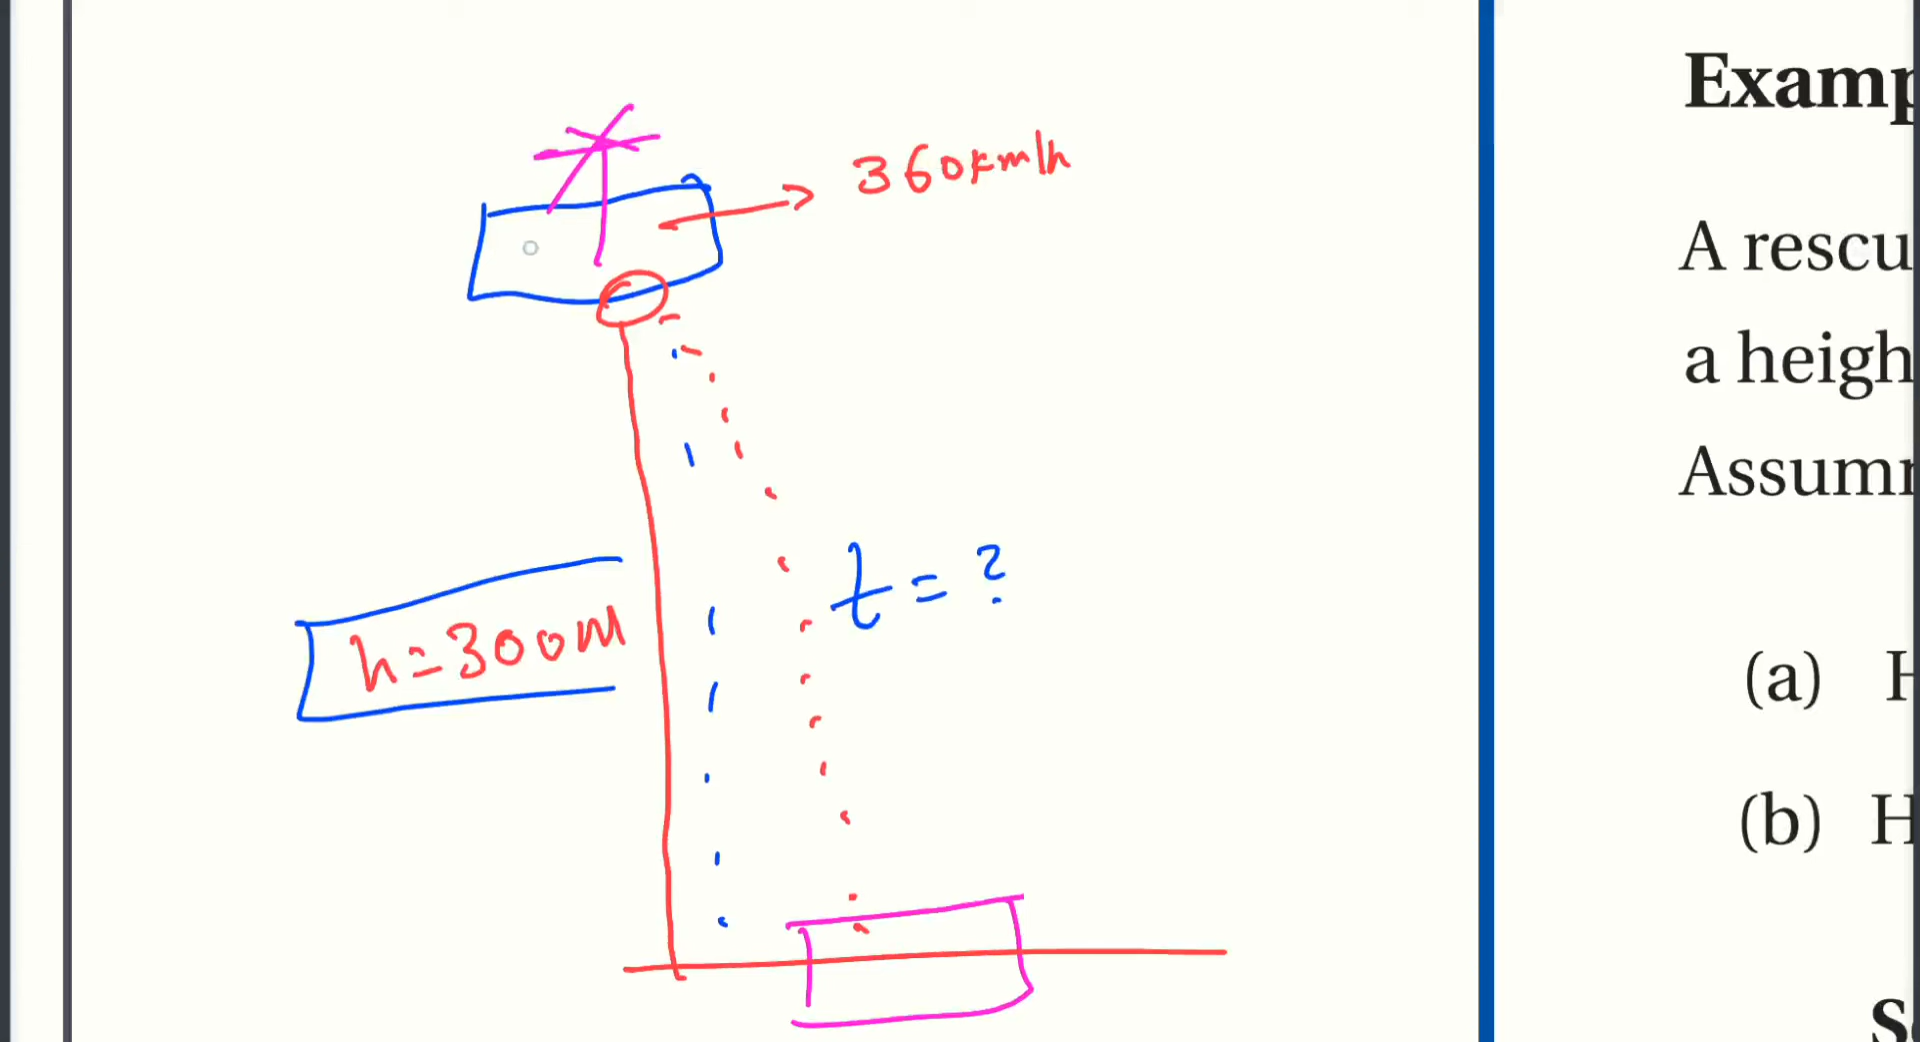 360km/h
t = ?
h = 300m
Examp
A rescu
a heigh
Assum
(a) H
(b) H
S